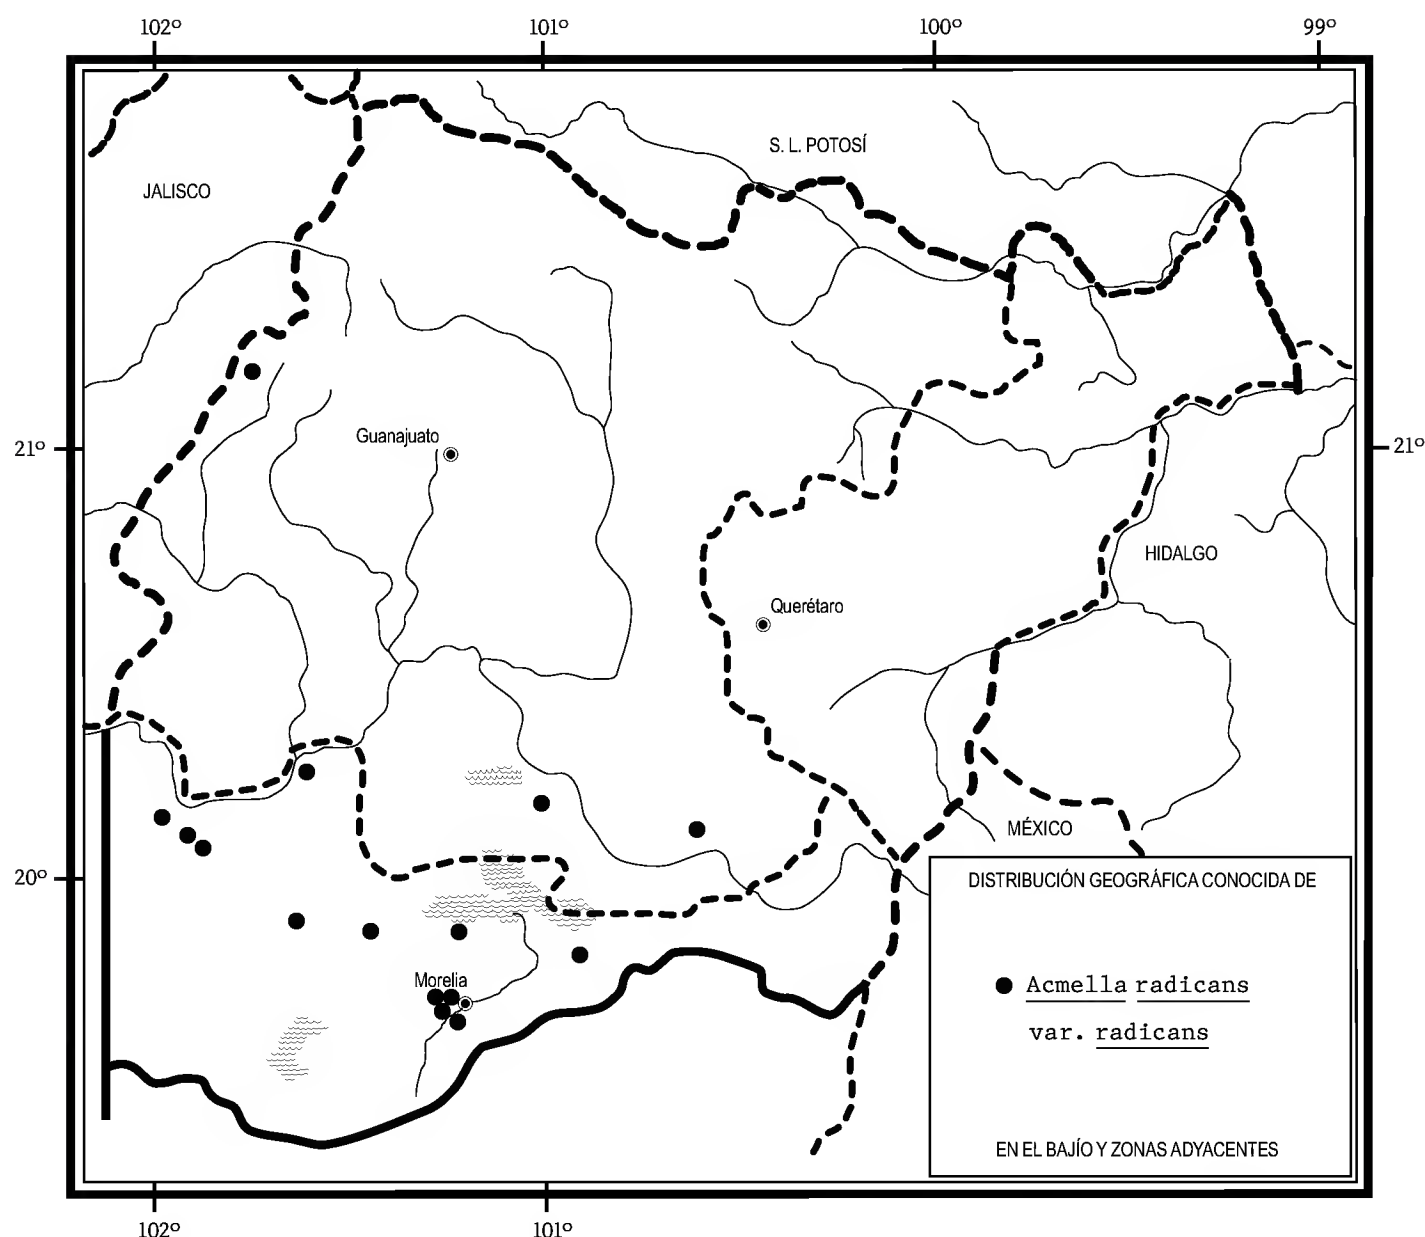 102º 101º 100º 99º
S. L. POTOSÍ
JALISCO
Guanajuato
21º 21º
HIDALGO
Querétaro
MÉXICO
20º
DISTRIBUCIÓN GEOGRÁFICA CONOCIDA DE
Morelia
Acmella radicans
var. radicans
EN EL BAJÍO Y ZONAS ADYACENTES
102º 101º